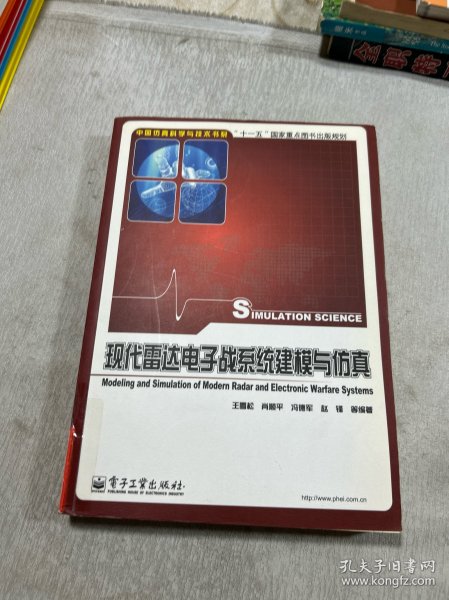 中国仿真科学与技术书系 "十一五"国家重点图书出版规划
SIMULATION SCIENCE
现代雷达电子战系统建模与仿真
Modeling and Simulation of Modern Radar and Electronic Warfare Systems
王雪松 肖顺平 冯德军 赵锋 等编著
電子工業出版社
PUBLISHING HOUSE OF ELECTRONICS INDUSTRY
http://www.phei.com.cn
孔夫子旧书网
www.kongfz.com